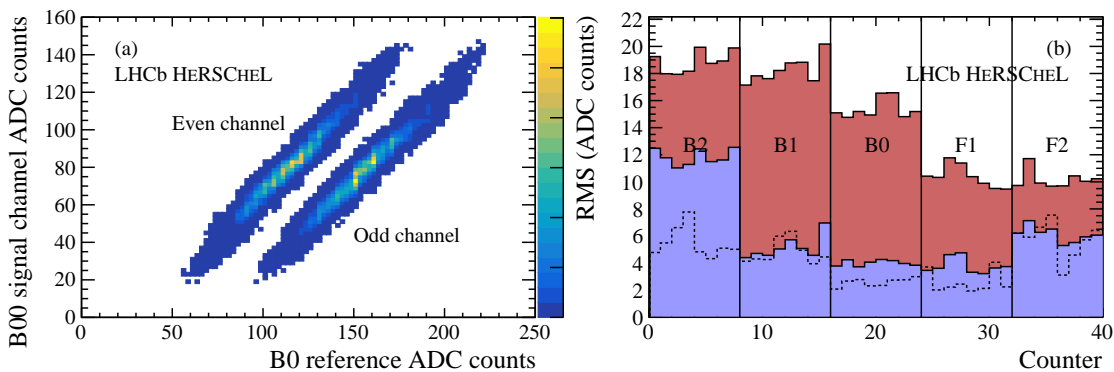 (a)
LHCb HERSCHEL
Even channel
Odd channel
B00 signal channel ADC counts
160
140
120
100
80
60
40
20
0
0 50 100 150 200 250
B0 reference ADC counts
(b)
LHCb HERSCHEL
B2 B1 B0 F1 F2
RMS (ADC counts)
22
20
18
16
14
12
10
8
6
4
2
0
0 10 20 30 40
Counter